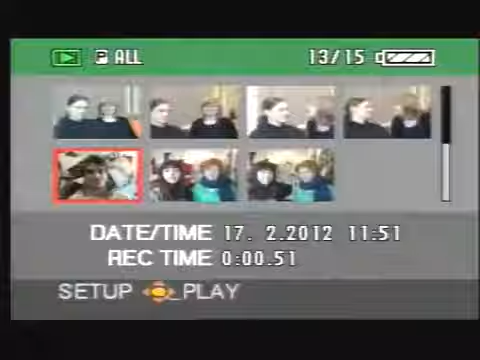 P ALL 13/15
DATE/TIME 17. 2.2012 11:51
REC TIME 0:00.51
SETUP PLAY